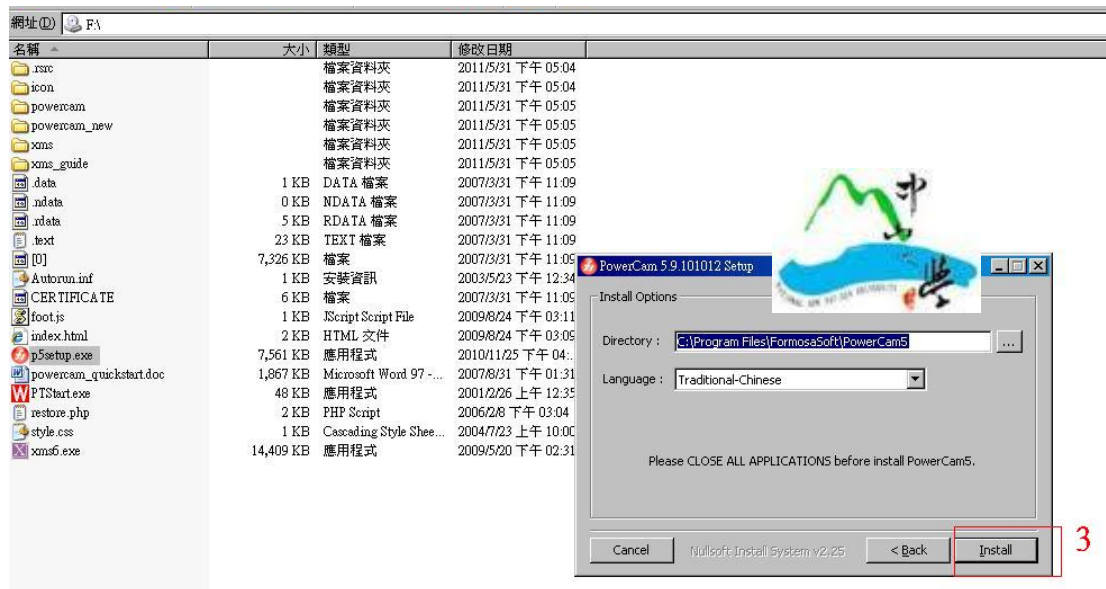 網址(D) F:\
名稱 大小 類型 修改日期
.rsrc 檔案資料夾 2011/5/31 下午 05:04
icon 檔案資料夾 2011/5/31 下午 05:04
powercam 檔案資料夾 2011/5/31 下午 05:05
powercam_new 檔案資料夾 2011/5/31 下午 05:05
xms 檔案資料夾 2011/5/31 下午 05:05
xms_guide 檔案資料夾 2011/5/31 下午 05:05
.data 1 KB DATA 檔案 2007/3/31 下午 11:09
.ndata 0 KB NDATA 檔案 2007/3/31 下午 11:09
.rdata 5 KB RDATA 檔案 2007/3/31 下午 11:09
.text 23 KB TEXT 檔案 2007/3/31 下午 11:09
[0] 7,326 KB 檔案 2007/3/31 下午 11:09
Autorun.inf 1 KB 安裝資訊 2003/5/23 下午 12:34
CERTIFICATE 6 KB 檔案 2007/3/31 下午 11:09
foot.js 1 KB JScript Script File 2009/8/24 下午 03:11
index.html 2 KB HTML 文件 2009/8/24 下午 03:09
p5setup.exe 7,561 KB 應用程式 2010/11/25 下午 04:..
powercam_quickstart.doc 1,867 KB Microsoft Word 97 -... 2007/8/31 下午 01:31
PTStart.exe 48 KB 應用程式 2001/2/26 上午 12:35
restore.php 2 KB PHP Script 2006/2/8 下午 03:04
style.css 1 KB Cascading Style Shee... 2004/7/23 上午 10:00
xms6.exe 14,409 KB 應用程式 2009/5/20 下午 02:31
中山大學
PowerCam 5.9.101012 Setup
Install Options
Directory : C:\Program Files\FormosaSoft\PowerCam5 ...
Language : Traditional-Chinese
Please CLOSE ALL APPLICATIONS before install PowerCam5.
Cancel Nullsoft Install System v2.25 < Back Install
3